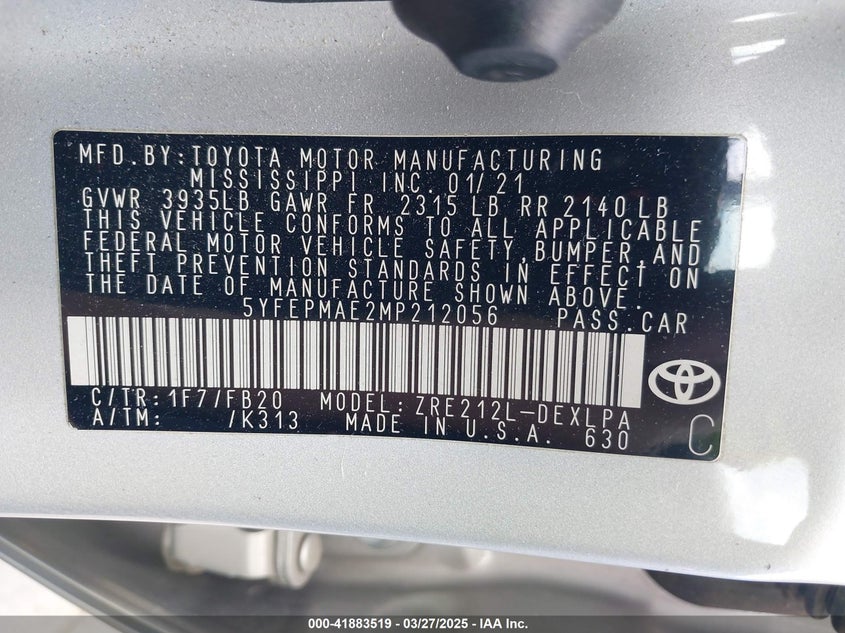 MFD.BY:TOYOTA MOTOR MANUFACTURING
MISSISSIPPI INC. 01/21
GVWR 3935LB GAWR FR 2315 LB RR 2140 LB
THIS VEHICLE CONFORMS TO ALL APPLICABLE
FEDERAL MOTOR VEHICLE SAFETY,BUMPER,AND
THEFT PREVENTION STANDARDS IN EFFECT ON
THE DATE OF MANUFACTURE SHOWN ABOVE.
5YFEPMAE2MP212056 PASS.CAR
C/TR:1F7/FB20 MODEL:ZRE212L-DEXLPA
A/TM: /K313 MADE IN U.S.A. 630
C
000-41883519 / 03/27/2025 - © IAA Inc.